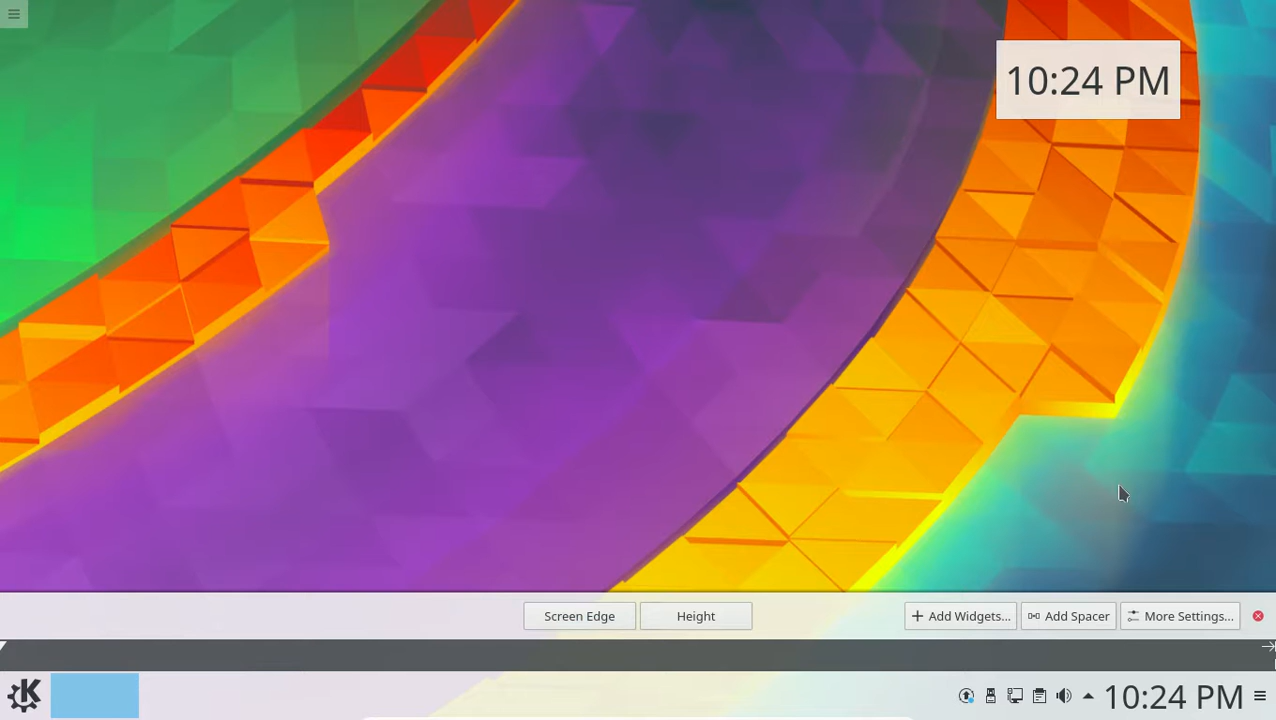 10:24 PM
Screen Edge
Height
Add Widgets...
Add Spacer
More Settings...
10:24 PM